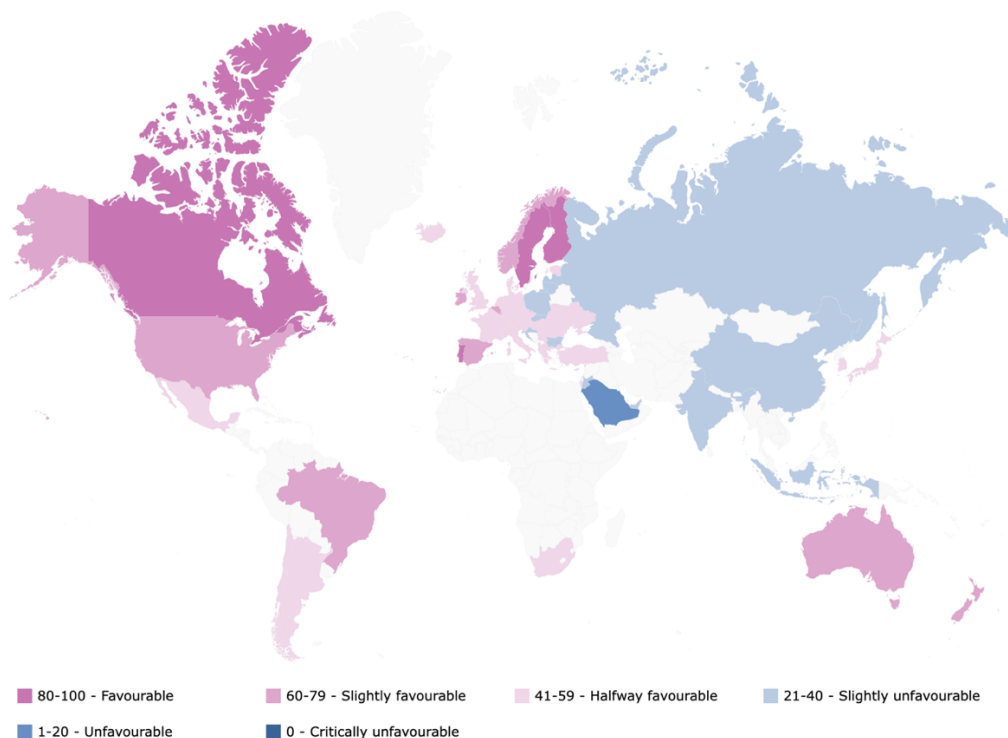 80-100 - Favourable
60-79 - Slightly favourable
41-59 - Halfway favourable
21-40 - Slightly unfavourable
1-20 - Unfavourable
0 - Critically unfavourable